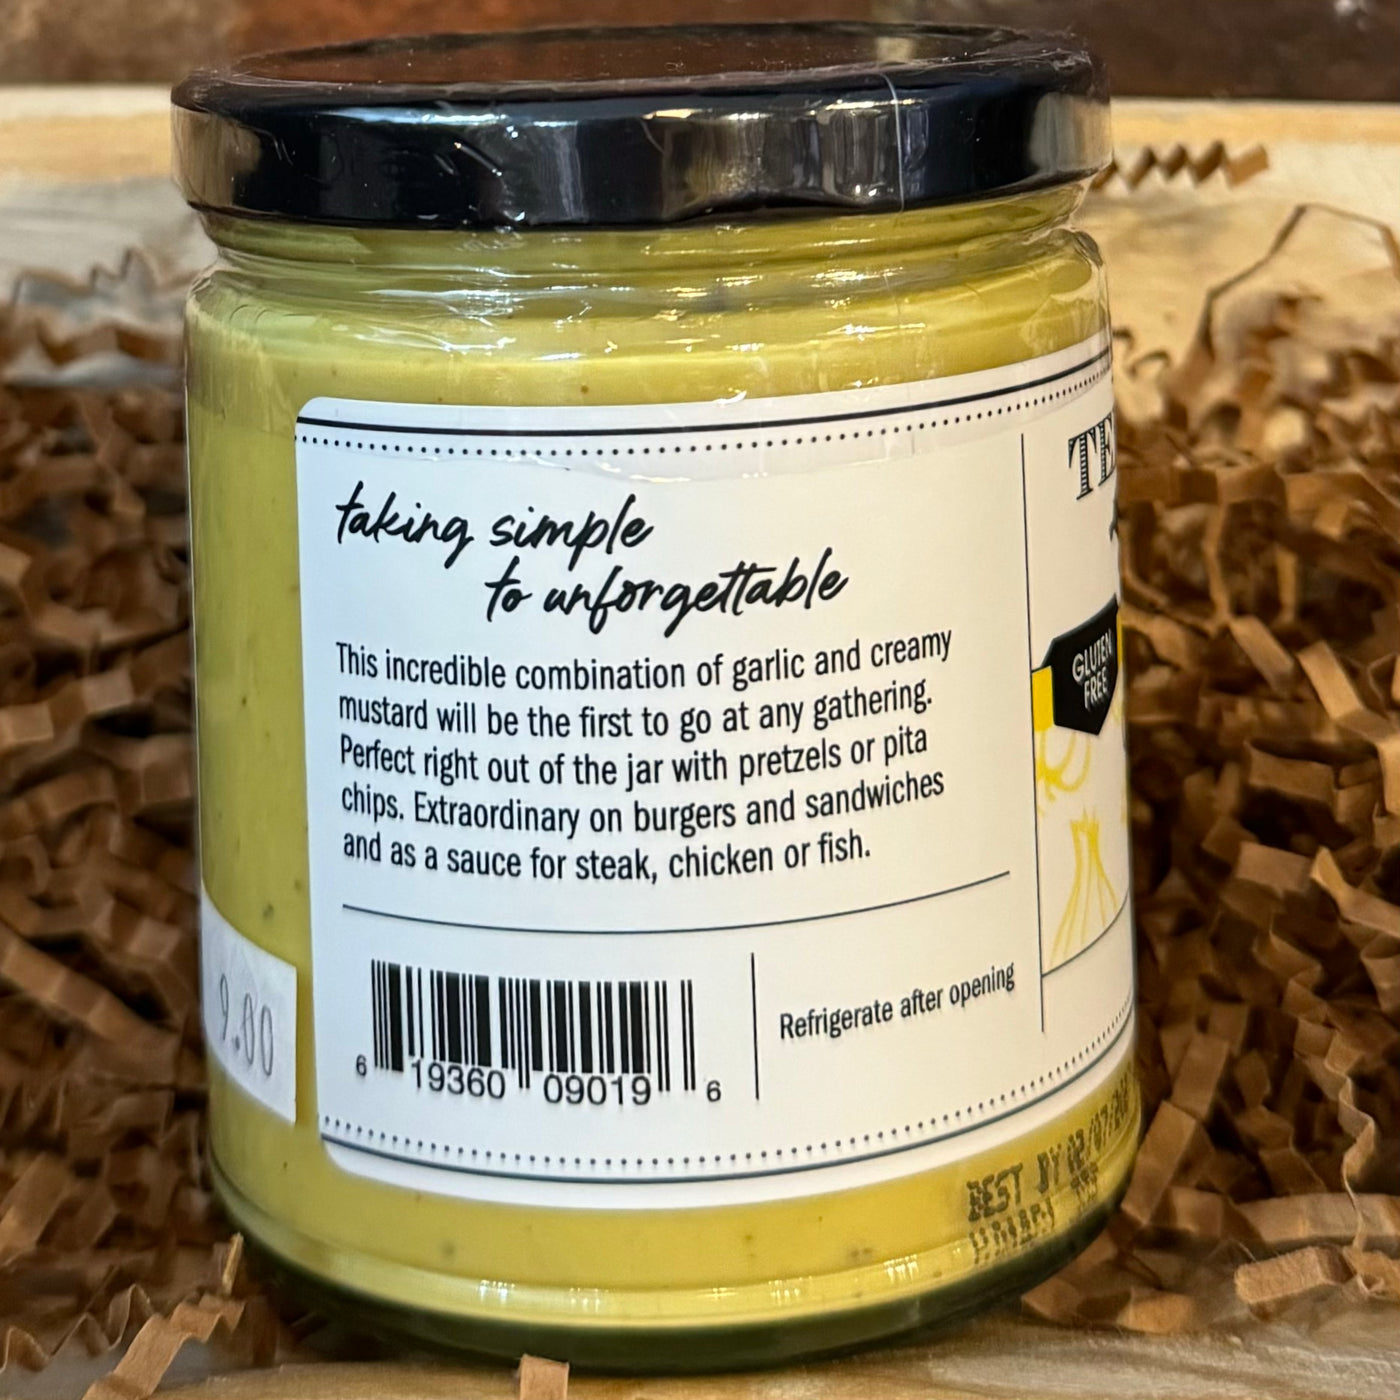 taking simple
to unforgettable
This incredible combination of garlic and creamy
mustard will be the first to go at any gathering.
Perfect right out of the jar with pretzels or pita
chips. Extraordinary on burgers and sandwiches
and as a sauce for steak, chicken or fish.
6 19360 09019 6
Refrigerate after opening
GLUTEN
FREE
9.00
BEST BY